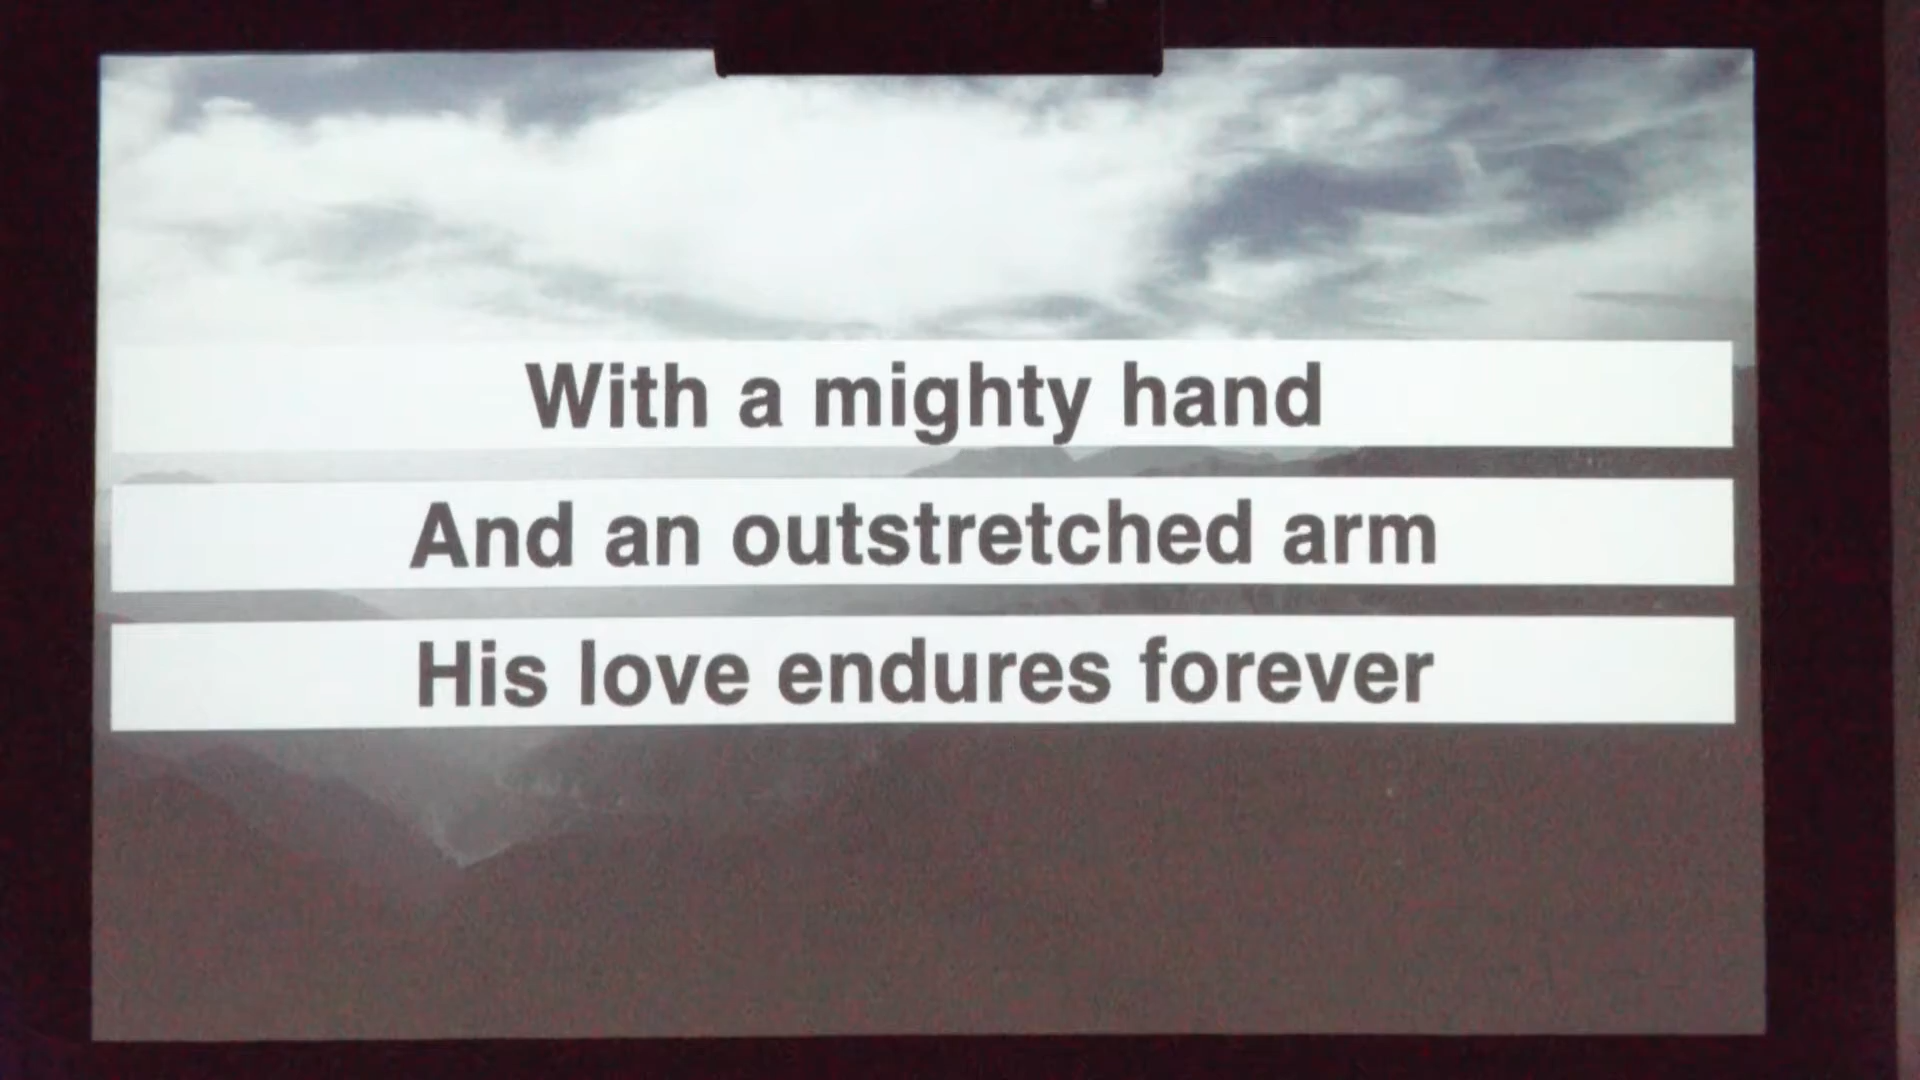 With a mighty hand
And an outstretched arm
His love endures forever